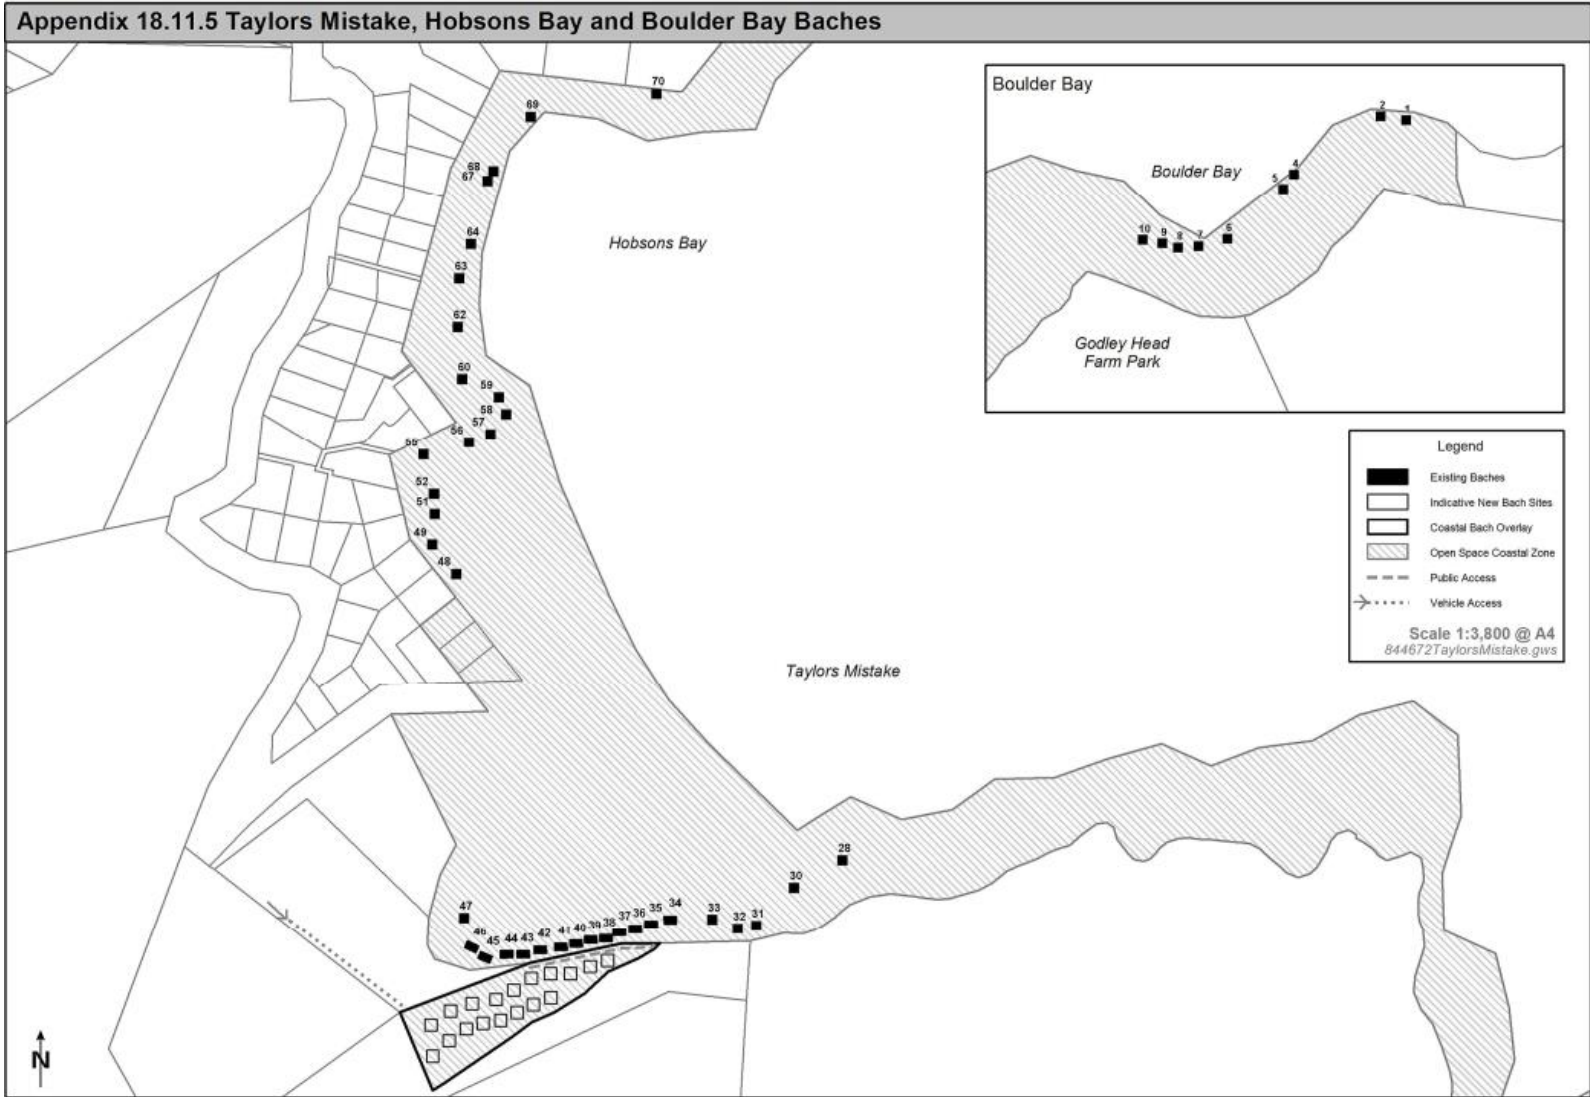 Appendix 18.11.5 Taylors Mistake, Hobsons Bay and Boulder Bay Baches
70
69
68
67
64
Hobsons Bay
63
62
60
59
58
57
56
55
52
51
49
48
Taylors Mistake
28
30
47
46
45
44
43
42
41
40
39
38
37
36
35
34
33
32
31
N
Boulder Bay
2
1
Boulder Bay
4
5
10
9
8
7
6
Godley Head
Farm Park
Legend
Existing Baches
Indicative New Bach Sites
Coastal Bach Overlay
Open Space Coastal Zone
Public Access
Vehicle Access
Scale 1:3,800 @ A4
844672TaylorsMistake.gws